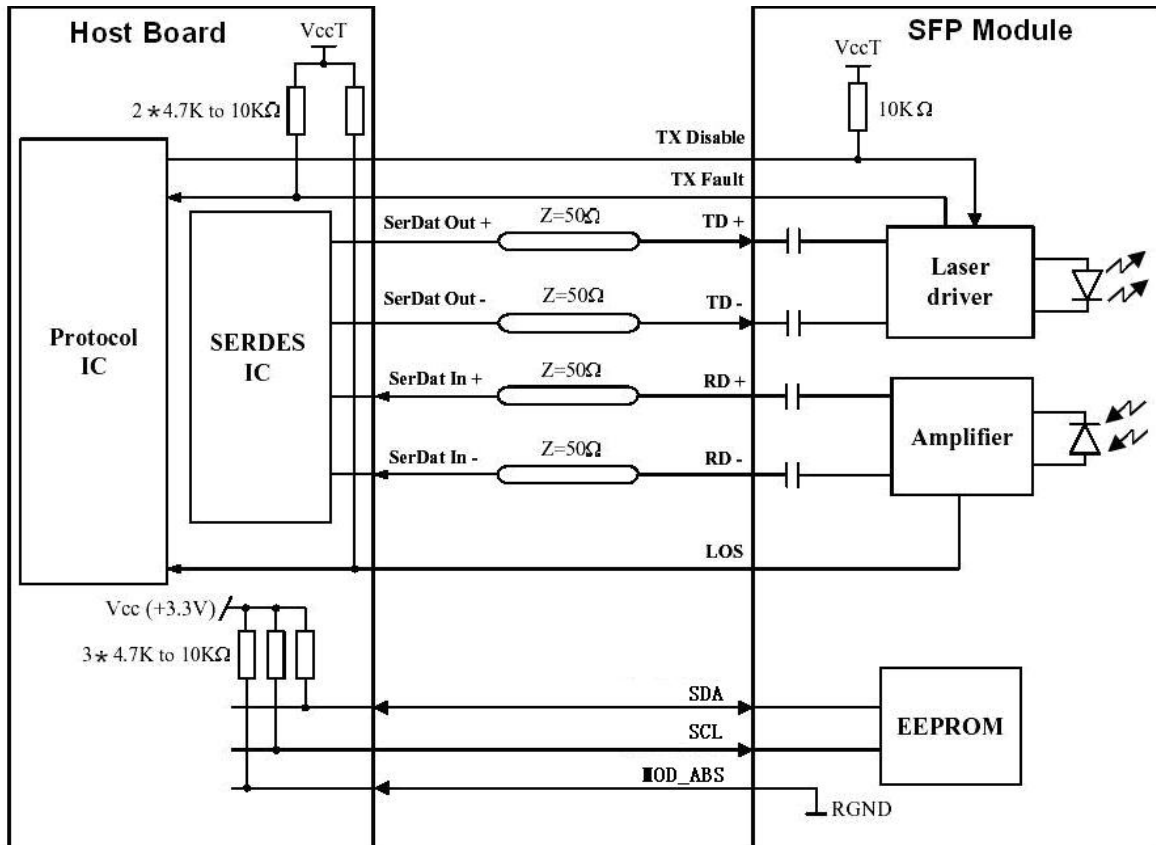 Host Board
SFP Module
VccT
VccT
2*4.7K to 10KΩ
10KΩ
TX Disable
TX Fault
SerDat Out +
Z=50Ω
TD +
Laser
driver
SerDat Out -
Z=50Ω
TD -
Protocol
IC
SERDES
IC
SerDat In +
Z=50Ω
RD +
Amplifier
SerDat In -
Z=50Ω
RD -
LOS
Vcc (+3.3V)
3*4.7K to 10KΩ
SDA
SCL
EEPROM
MOD_ABS
RGND